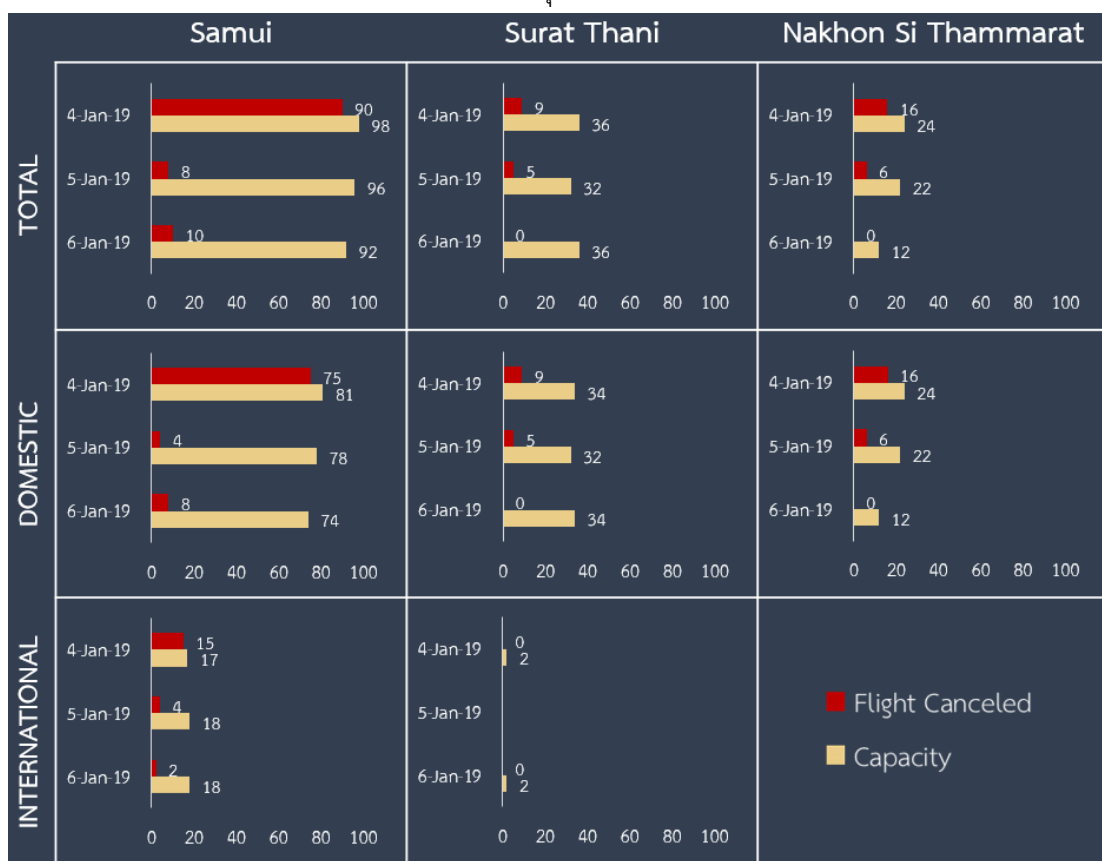 Samui Surat Thani Nakhon Si Thammarat
TOTAL
4-Jan-19 90 98
5-Jan-19 8 96
6-Jan-19 10 92
0 20 40 60 80 100
4-Jan-19 9 36
5-Jan-19 5 32
6-Jan-19 0 36
0 20 40 60 80 100
4-Jan-19 16 24
5-Jan-19 6 22
6-Jan-19 0 12
0 20 40 60 80 100
DOMESTIC
4-Jan-19 75 81
5-Jan-19 4 78
6-Jan-19 8 74
0 20 40 60 80 100
4-Jan-19 9 34
5-Jan-19 5 32
6-Jan-19 0 34
0 20 40 60 80 100
4-Jan-19 16 24
5-Jan-19 6 22
6-Jan-19 0 12
0 20 40 60 80 100
INTERNATIONAL
4-Jan-19 15 17
5-Jan-19 4 18
6-Jan-19 2 18
0 20 40 60 80 100
4-Jan-19 0 2
5-Jan-19
6-Jan-19 0 2
0 20 40 60 80 100
Flight Canceled
Capacity